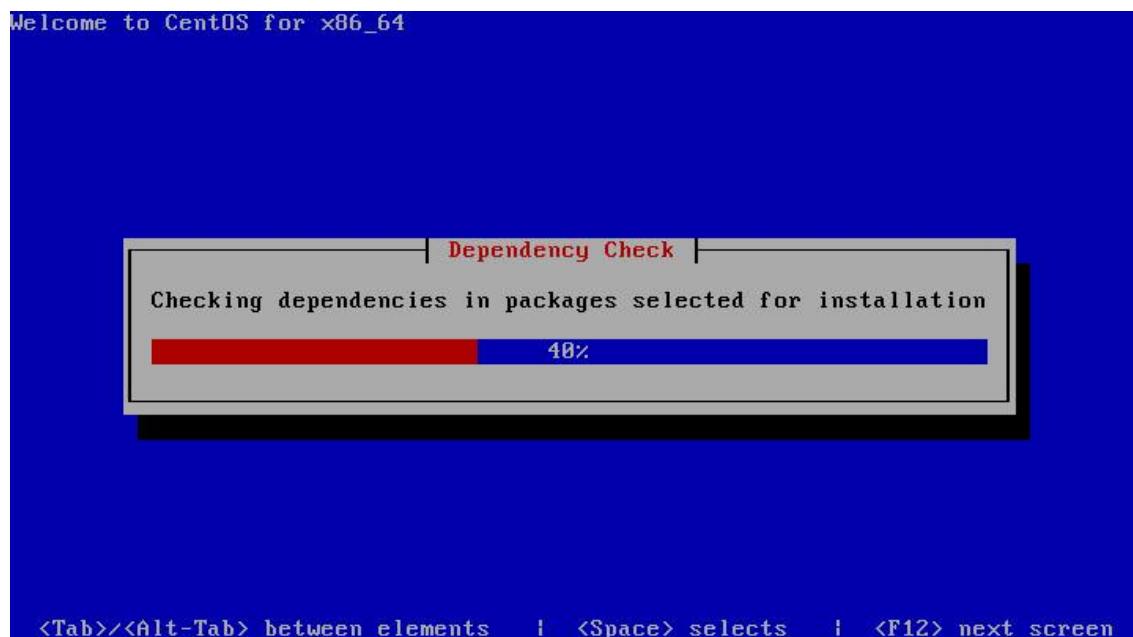 Welcome to CentOS for x86_64
Dependency Check
Checking dependencies in packages selected for installation
40%
<Tab>/<Alt-Tab> between elements | <Space> selects | <F12> next screen